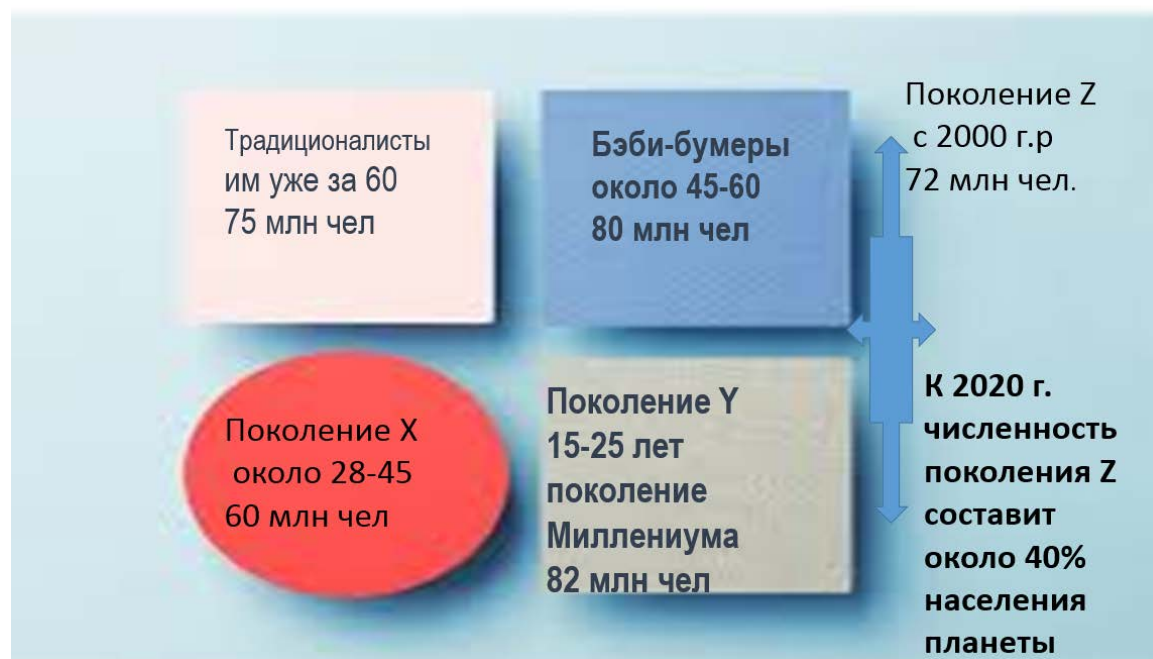 Традиционалисты
им уже за 60
75 млн чел
Бэби-бумеры
около 45-60
80 млн чел
Поколение Z
с 2000 г.р
72 млн чел.
Поколение X
около 28-45
60 млн чел
Поколение Y
15-25 лет
поколение
Миллениума
82 млн чел
К 2020 г.
численность
поколения Z
составит
около 40%
населения
планеты